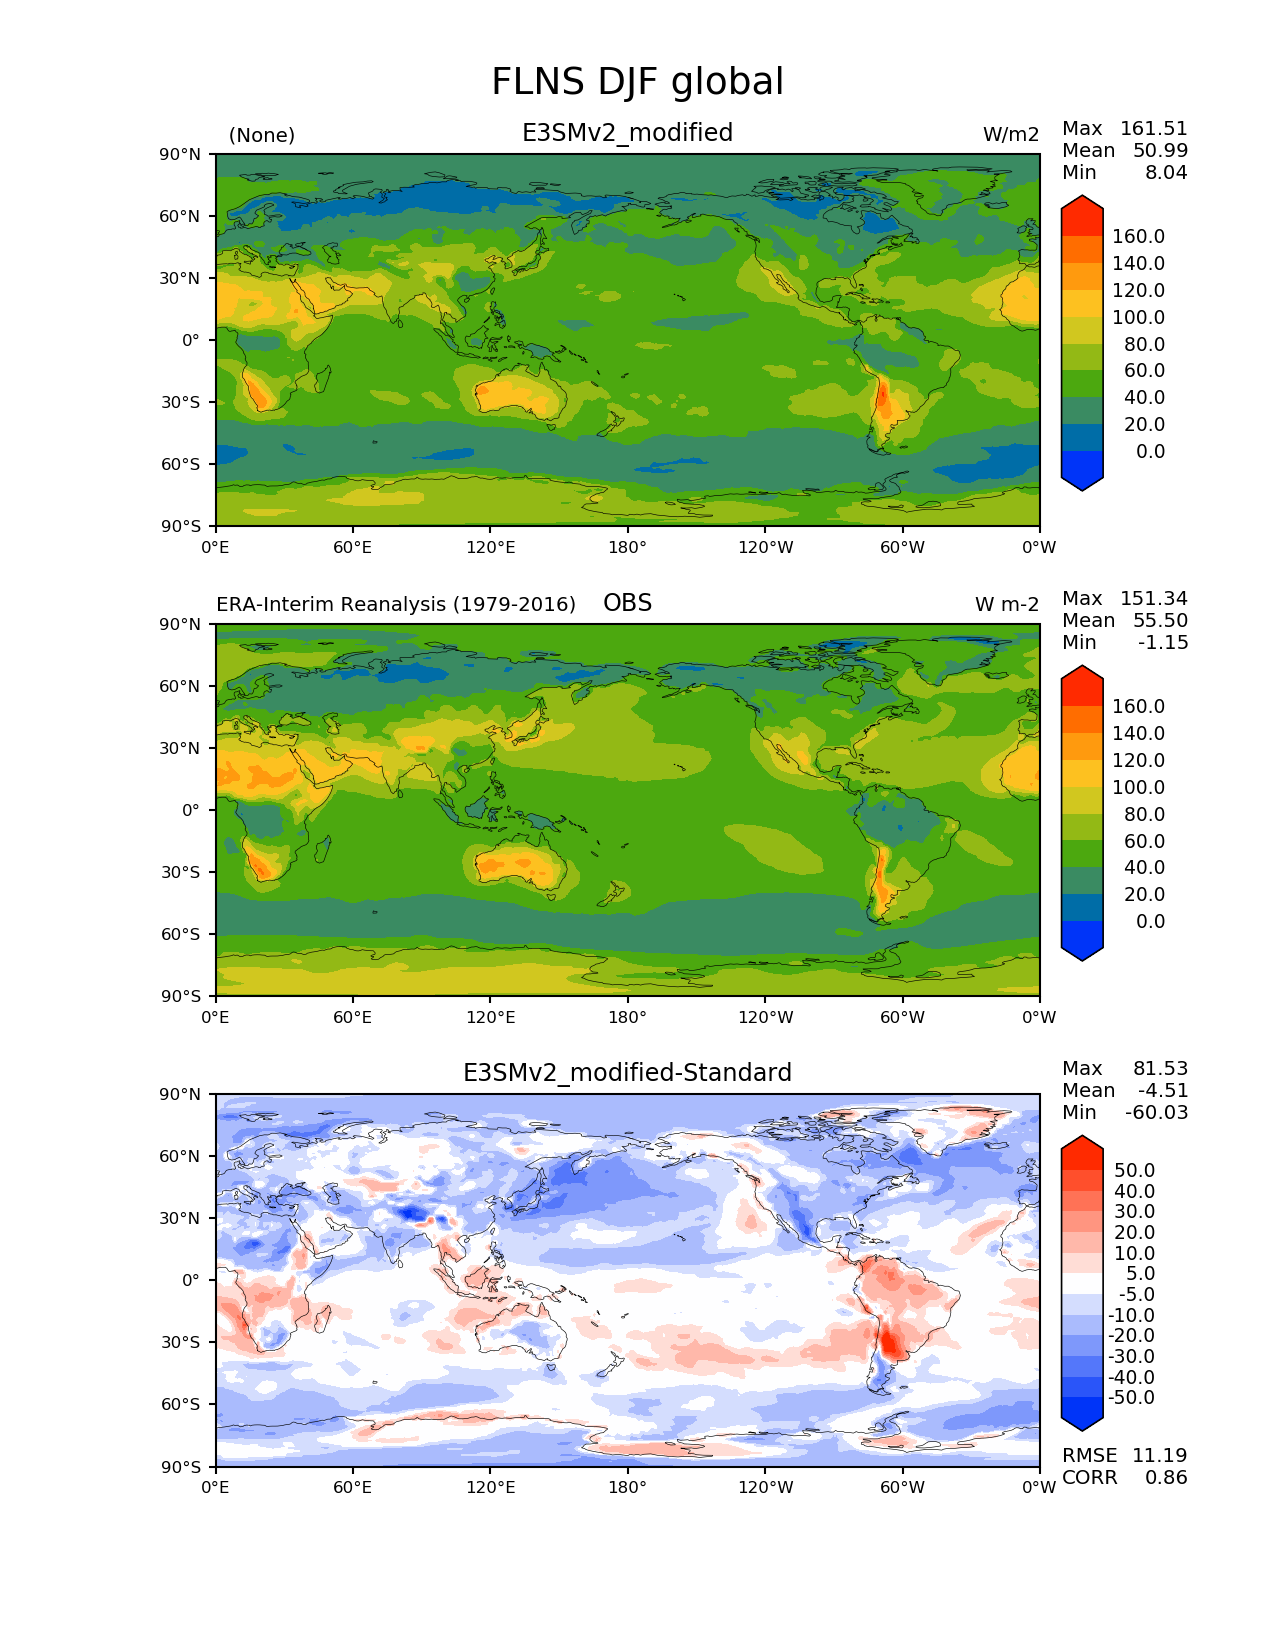 FLNS DJF global
(None) E3SMv2_modified W/m2
Max 161.51
Mean 50.99
Min 8.04
90°N
60°N
30°N
0°
30°S
60°S
90°S
0°E 60°E 120°E 180° 120°W 60°W 0°W
160.0
140.0
120.0
100.0
80.0
60.0
40.0
20.0
0.0
ERA-Interim Reanalysis (1979-2016) OBS W m-2
Max 151.34
Mean 55.50
Min -1.15
90°N
60°N
30°N
0°
30°S
60°S
90°S
0°E 60°E 120°E 180° 120°W 60°W 0°W
160.0
140.0
120.0
100.0
80.0
60.0
40.0
20.0
0.0
E3SMv2_modified-Standard
Max 81.53
Mean -4.51
Min -60.03
90°N
60°N
30°N
0°
30°S
60°S
90°S
0°E 60°E 120°E 180° 120°W 60°W 0°W
50.0
40.0
30.0
20.0
10.0
5.0
-5.0
-10.0
-20.0
-30.0
-40.0
-50.0
RMSE 11.19
CORR 0.86